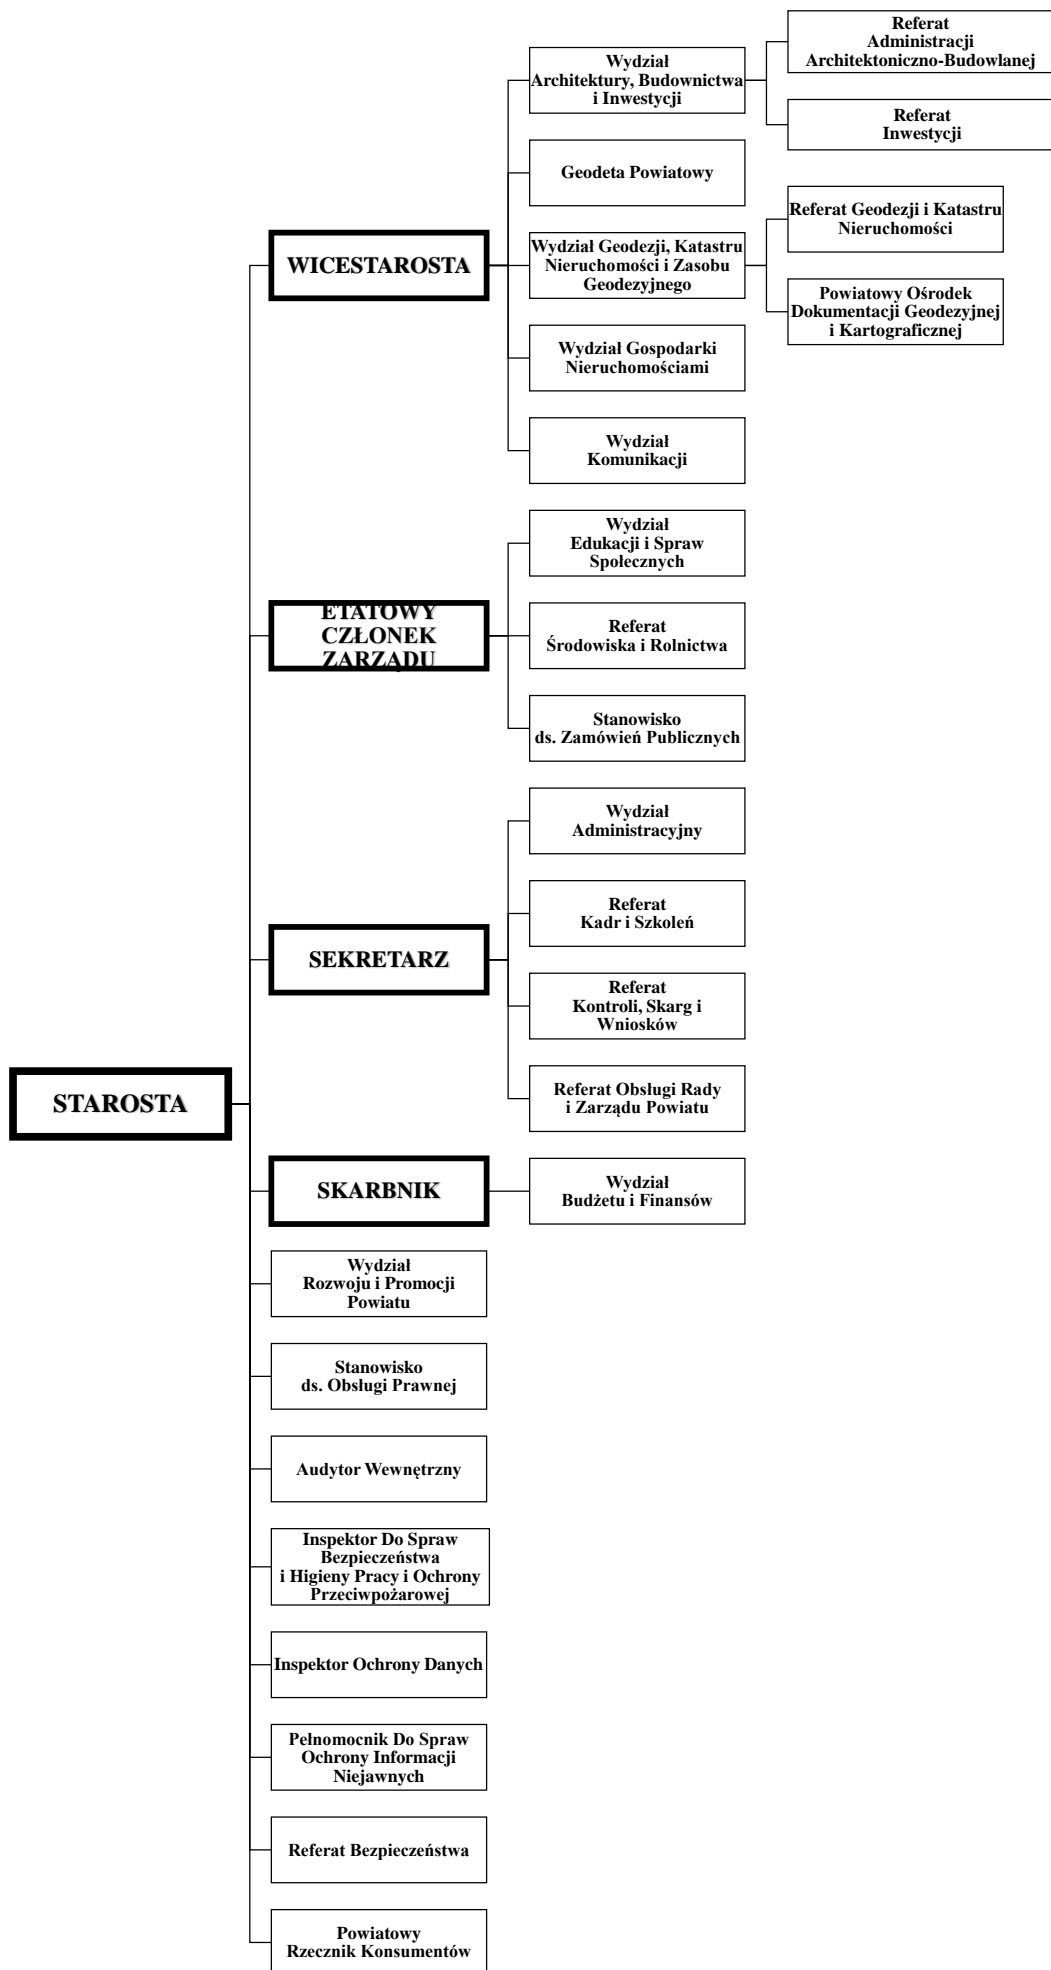 Referat
Administracji
Architektoniczno-Budowlanej
Wydział
Architektury, Budownictwa
i Inwestycji
Referat
Inwestycji
Geodeta Powiatowy
Referat Geodezji i Katastru
Nieruchomości
WICESTAROSTA
Wydział Geodezji, Katastru
Nieruchomości i Zasobu
Geodezyjnego
Powiatowy Ośrodek
Dokumentacji Geodezyjnej
i Kartograficznej
Wydział Gospodarki
Nieruchomościami
Wydział
Komunikacji
Wydział
Edukacji i Spraw
Społecznych
ETATOWY
CZŁONEK
ZARZĄDU
Referat
Środowiska i Rolnictwa
Stanowisko
ds. Zamówień Publicznych
Wydział
Administracyjny
Referat
Kadr i Szkoleń
SEKRETARZ
Referat
Kontroli, Skarg i
Wniosków
Referat Obsługi Rady
i Zarządu Powiatu
STAROSTA
SKARBNIK
Wydział
Budżetu i Finansów
Wydział
Rozwoju i Promocji
Powiatu
Stanowisko
ds. Obsługi Prawnej
Audytor Wewnętrzny
Inspektor Do Spraw
Bezpieczeństwa
i Higieny Pracy i Ochrony
Przeciwpożarowej
Inspektor Ochrony Danych
Pełnomocnik Do Spraw
Ochrony Informacji
Niejawnych
Referat Bezpieczeństwa
Powiatowy
Rzecznik Konsumentów